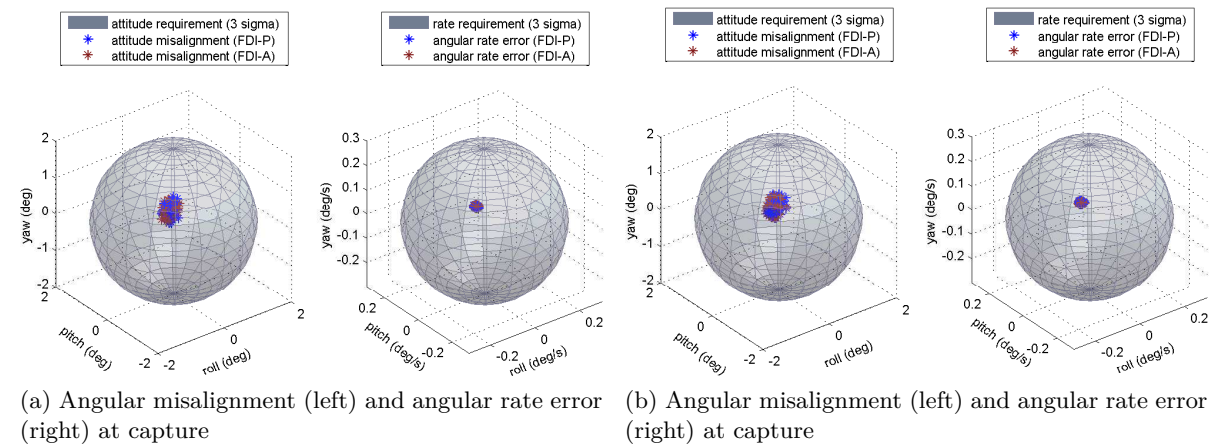 attitude requirement (3 sigma)
attitude misalignment (FDI-P)
attitude misalignment (FDI-A)
2
1
0
-1
-2
yaw (deg)
2
0
-2
pitch (deg)
-2
0
2
roll (deg)
rate requirement (3 sigma)
angular rate error (FDI-P)
angular rate error (FDI-A)
0.3
0.2
0.1
0
-0.1
-0.2
yaw (deg/s)
0.2
0
-0.2
pitch (deg/s)
-0.2
0
0.2
roll (deg/s)
(a) Angular misalignment (left) and angular rate error
(right) at capture
attitude requirement (3 sigma)
attitude misalignment (FDI-P)
attitude misalignment (FDI-A)
2
1
0
-1
-2
yaw (deg)
2
0
-2
pitch (deg)
-2
0
2
roll (deg)
rate requirement (3 sigma)
angular rate error (FDI-P)
angular rate error (FDI-A)
0.3
0.2
0.1
0
-0.1
-0.2
yaw (deg/s)
0.2
0
-0.2
pitch (deg/s)
-0.2
0
0.2
roll (deg/s)
(b) Angular misalignment (left) and angular rate error
(right) at capture